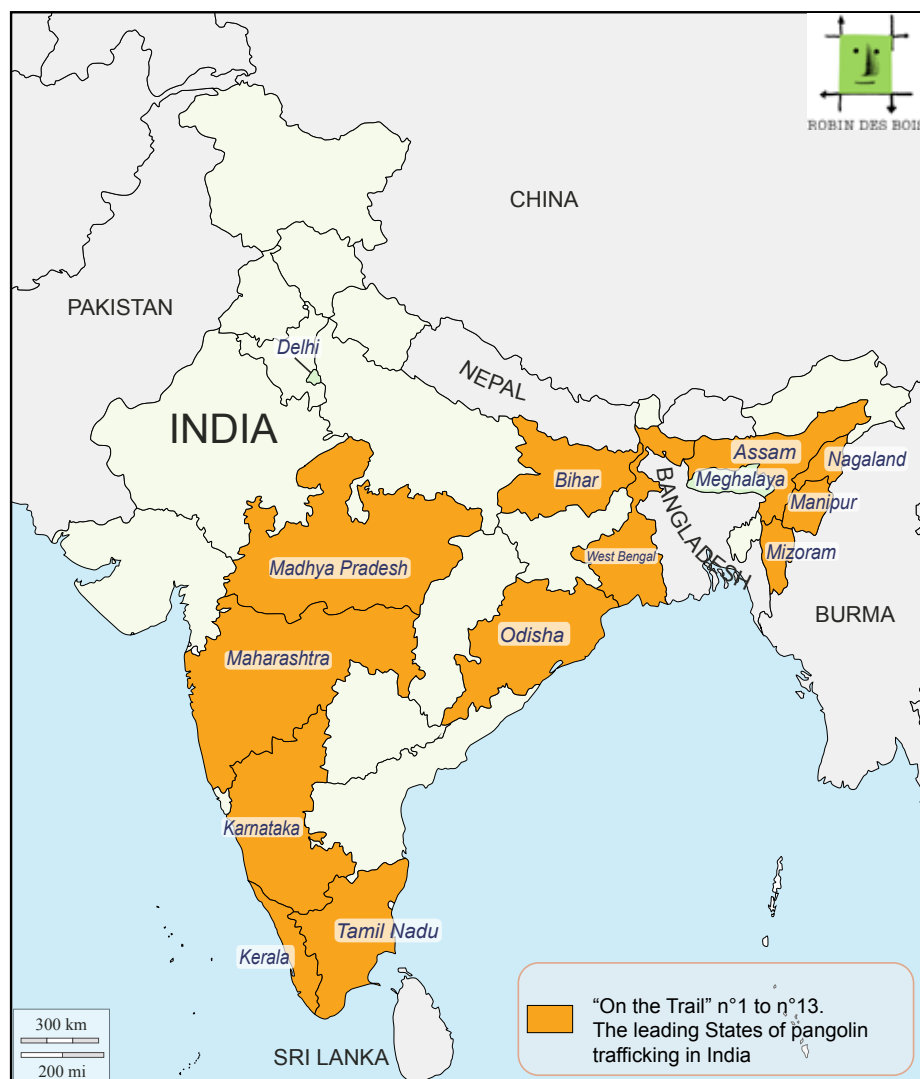 ROBIN DES BOIS
CHINA
PAKISTAN
Delhi
NEPAL
INDIA
Assam
Nagaland
Bihar
Meghalaya
BANGLADESH
Manipur
West Bengal
Mizoram
Madhya Pradesh
BURMA
Odisha
Maharashtra
Karnataka
Tamil Nadu
Kerala
“On the Trail” n°1 to n°13.
The leading States of pangolin
trafficking in India
300 km
200 mi
SRI LANKA